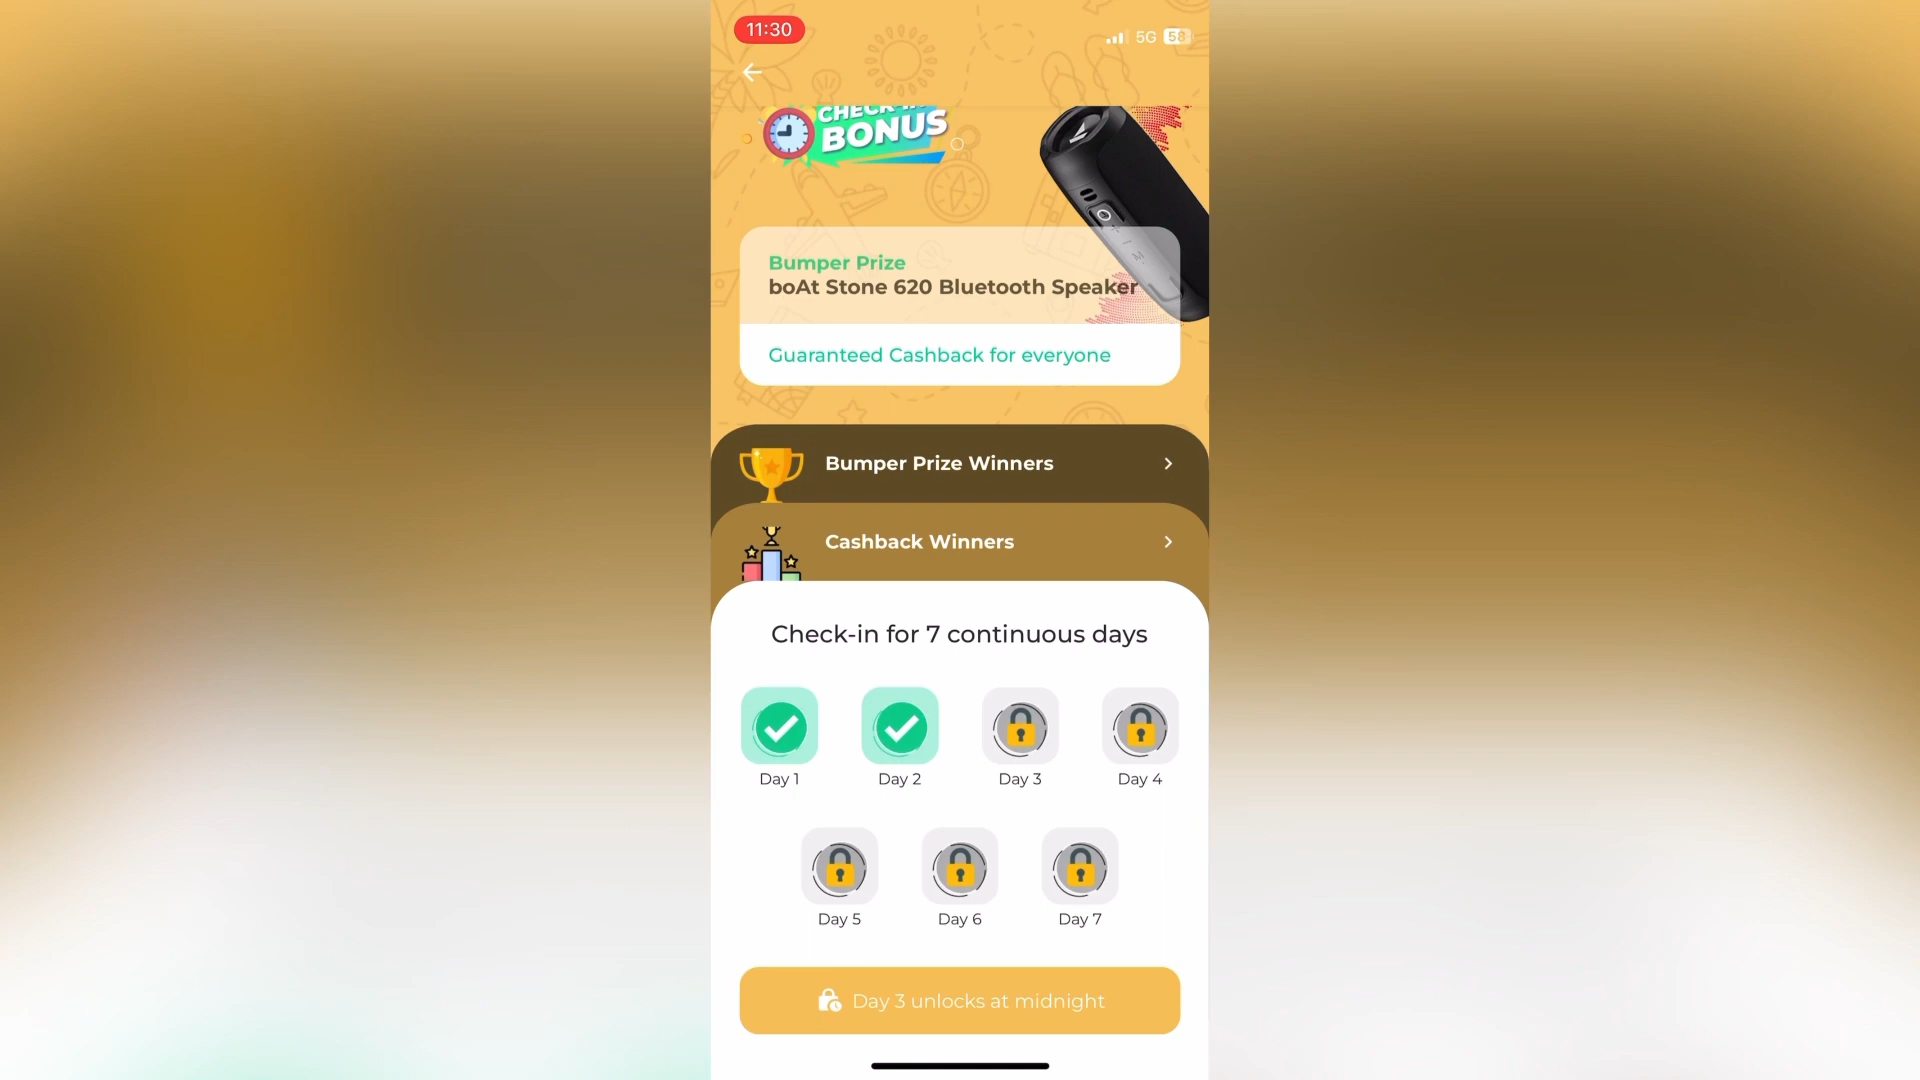 11:30
5G
CHECK-IN
BONUS
Bumper Prize
boAt Stone 620 Bluetooth Speaker
Guaranteed Cashback for everyone
Bumper Prize Winners
Cashback Winners
Check-in for 7 continuous days
Day 1
Day 2
Day 3
Day 4
Day 5
Day 6
Day 7
Day 3 unlocks at midnight